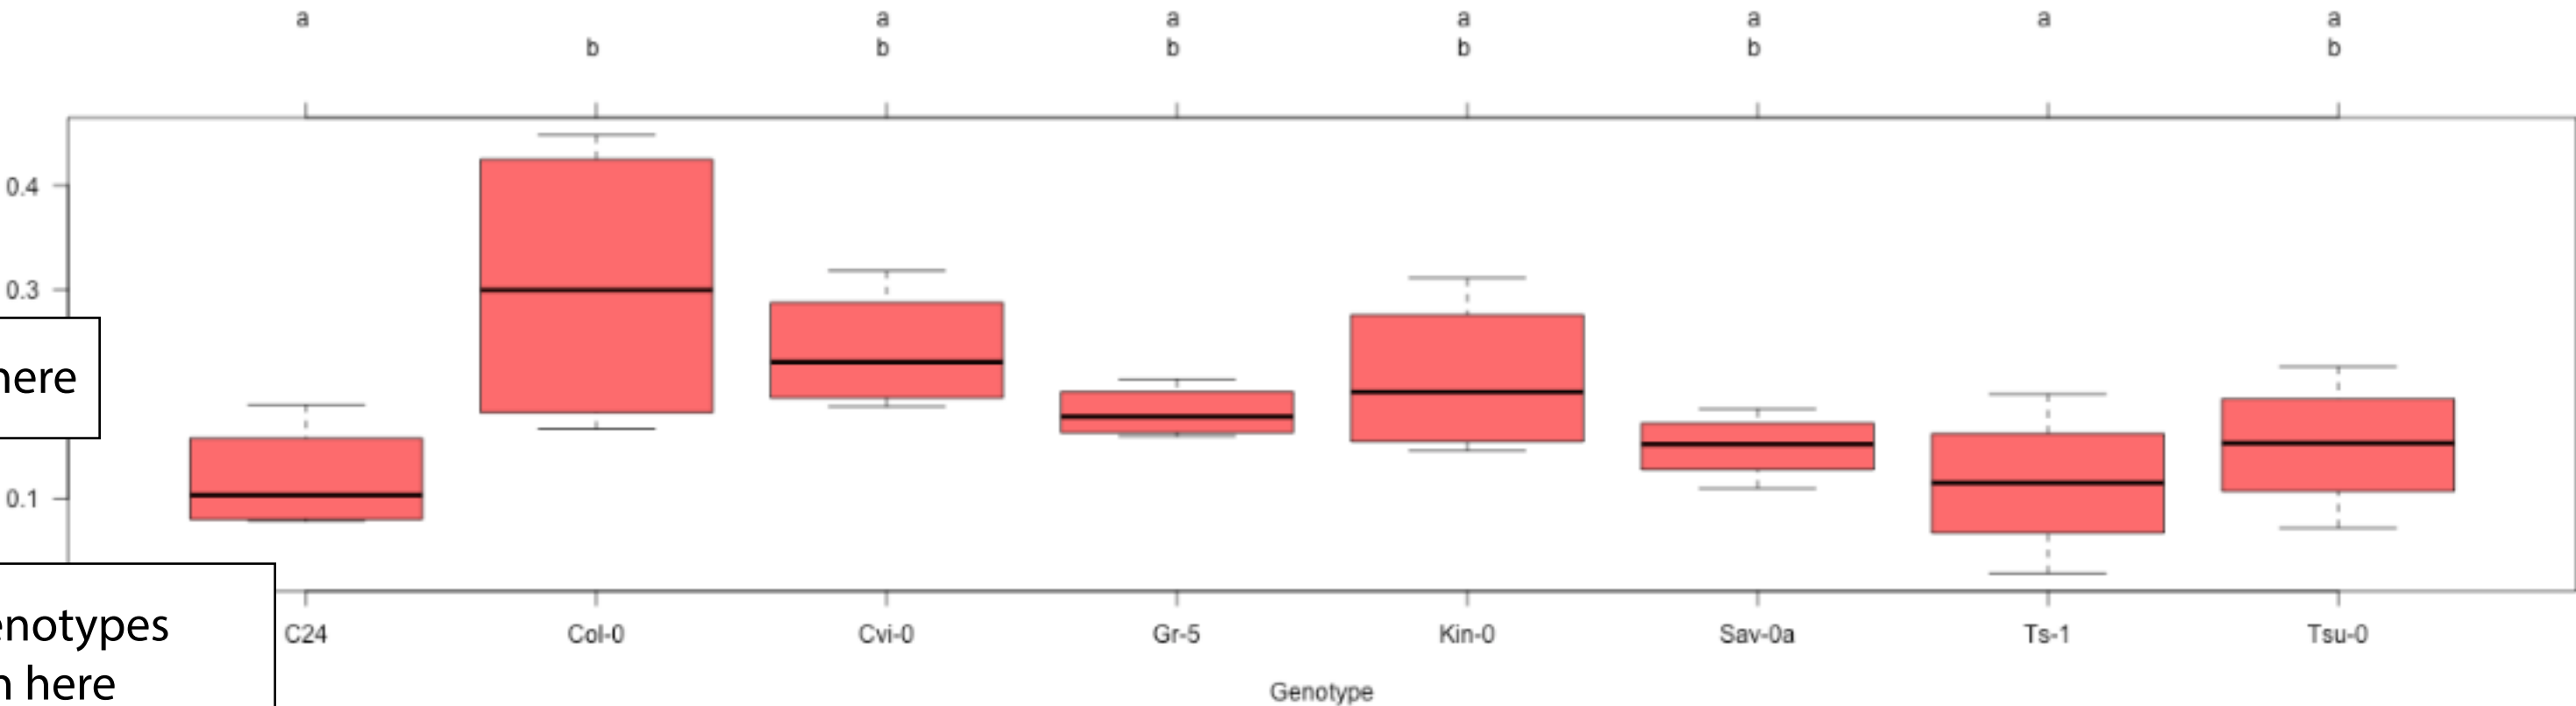 a a a a a a a
b b b b b b
0.4
0.3
here
0.1
genotypes
here
C24 Col-0 Cvi-0 Gr-5 Kin-0 Sav-0a Ts-1 Tsu-0
Genotype